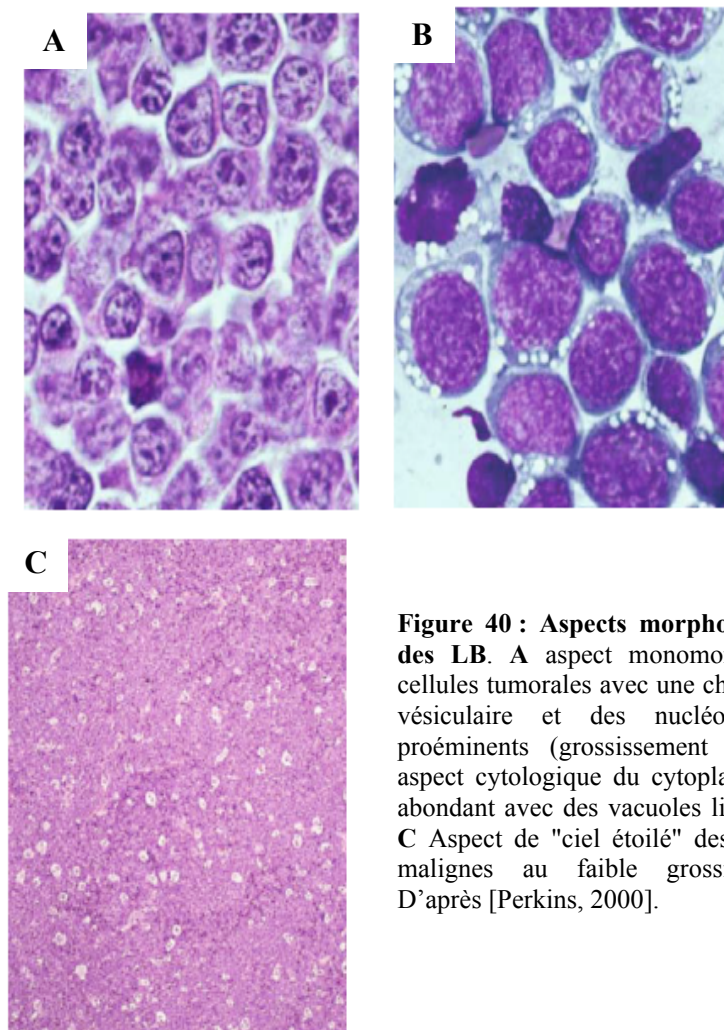 A
B
C
Figure 40 : Aspects
des LB. A aspect
cellules tumorales avec une
vésiculaire et des
proéminents (grossissement
aspect cytologique du
abondant avec des vacuoles
C Aspect de "ciel étoilé"
malignes au faible
D'après [Perkins, 2000].